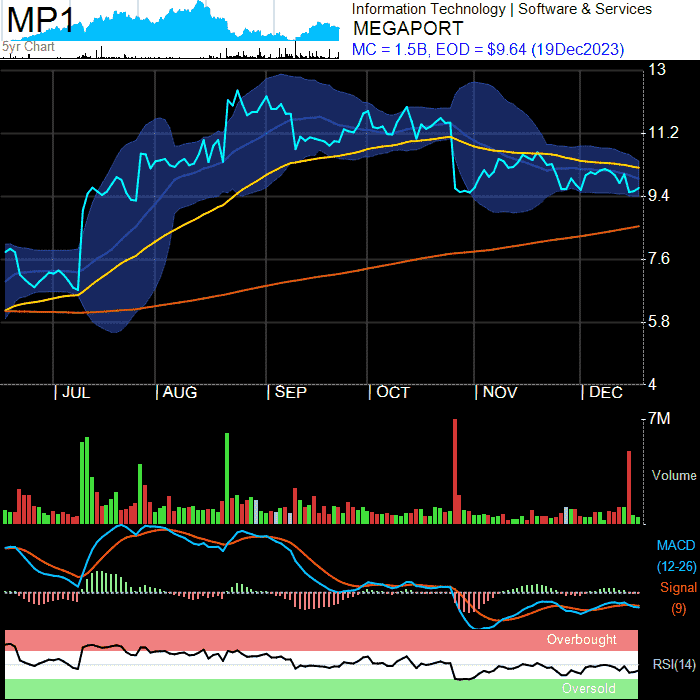 MP1
5yr Chart
Information Technology | Software & Services
MEGAPORT
MC = 1.5B, EOD = $9.64 (19Dec2023)
13
11.2
9.4
7.6
5.8
4
JUL
AUG
SEP
OCT
NOV
DEC
7M
Volume
MACD
(12-26)
Signal
(9)
Overbought
RSI(14)
Oversold